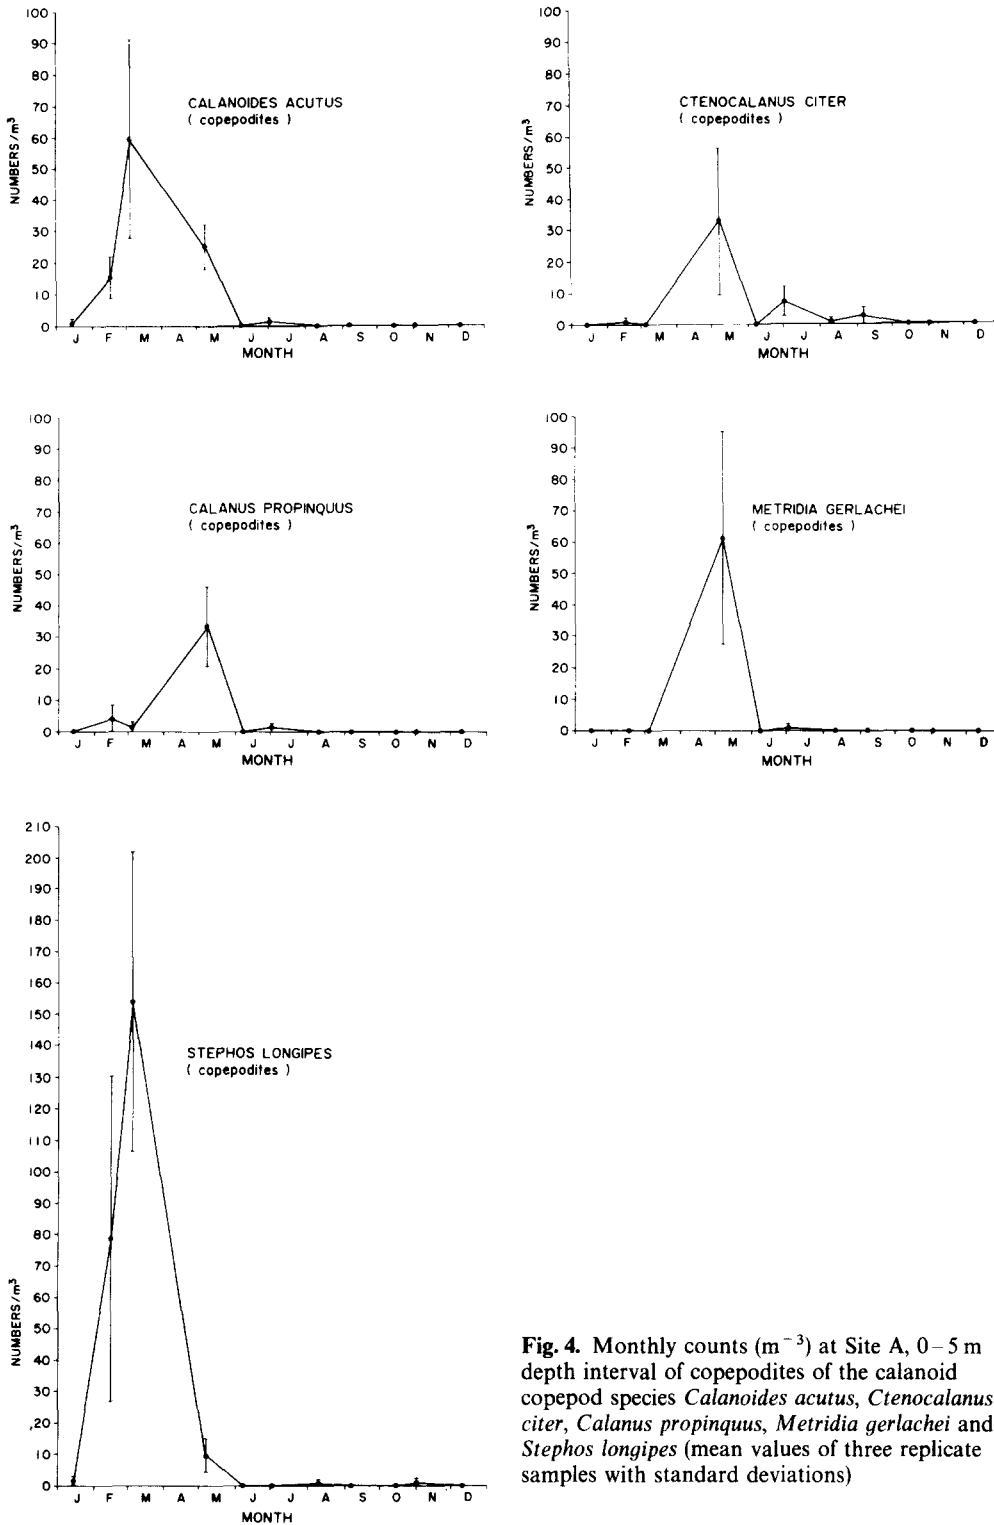 100
90
80
70
60
50
40
30
20
10
0
NUMBERS/m³
CALANOIDES ACUTUS
( copepodites )
J F M A M J J A S O N D
MONTH
100
90
80
70
60
50
40
30
20
10
0
NUMBERS/m³
CTENOCALANUS CITER
( copepodites )
J F M A M J J A S O N D
MONTH
100
90
80
70
60
50
40
30
20
10
0
NUMBERS/m³
CALANUS PROPINQUUS
( copepodites )
J F M A M J J A S O N D
MONTH
100
90
80
70
60
50
40
30
20
10
0
NUMBERS/m³
METRIDIA GERLACHEI
( copepodites )
J F M A M J J A S O N D
MONTH
210
200
190
180
170
160
150
140
130
120
110
100
90
80
70
60
50
40
30
20
10
0
NUMBERS/m³
STEPHOS LONGIPES
( copepodites )
J F M A M J J A S O N D
MONTH
Fig. 4. Monthly counts (m⁻³) at Site A, 0–5 m
depth interval of copepodites of the calanoid
copepod species Calanoides acutus, Ctenocalanus
citer, Calanus propinquus, Metridia gerlachei and
Stephos longipes (mean values of three replicate
samples with standard deviations)